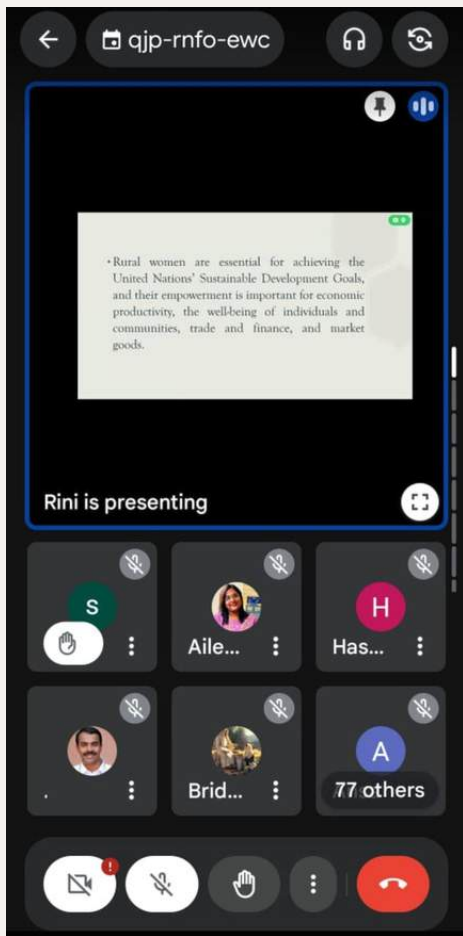 qjp-rnfo-ewc
•Rural women are essential for achieving the
United Nations' Sustainable Development Goals,
and their empowerment is important for economic
productivity, the well-being of individuals and
communities, trade and finance, and market
goods.
Rini is presenting
S
Aile...
H
Has...
.
Brid...
A
77 others